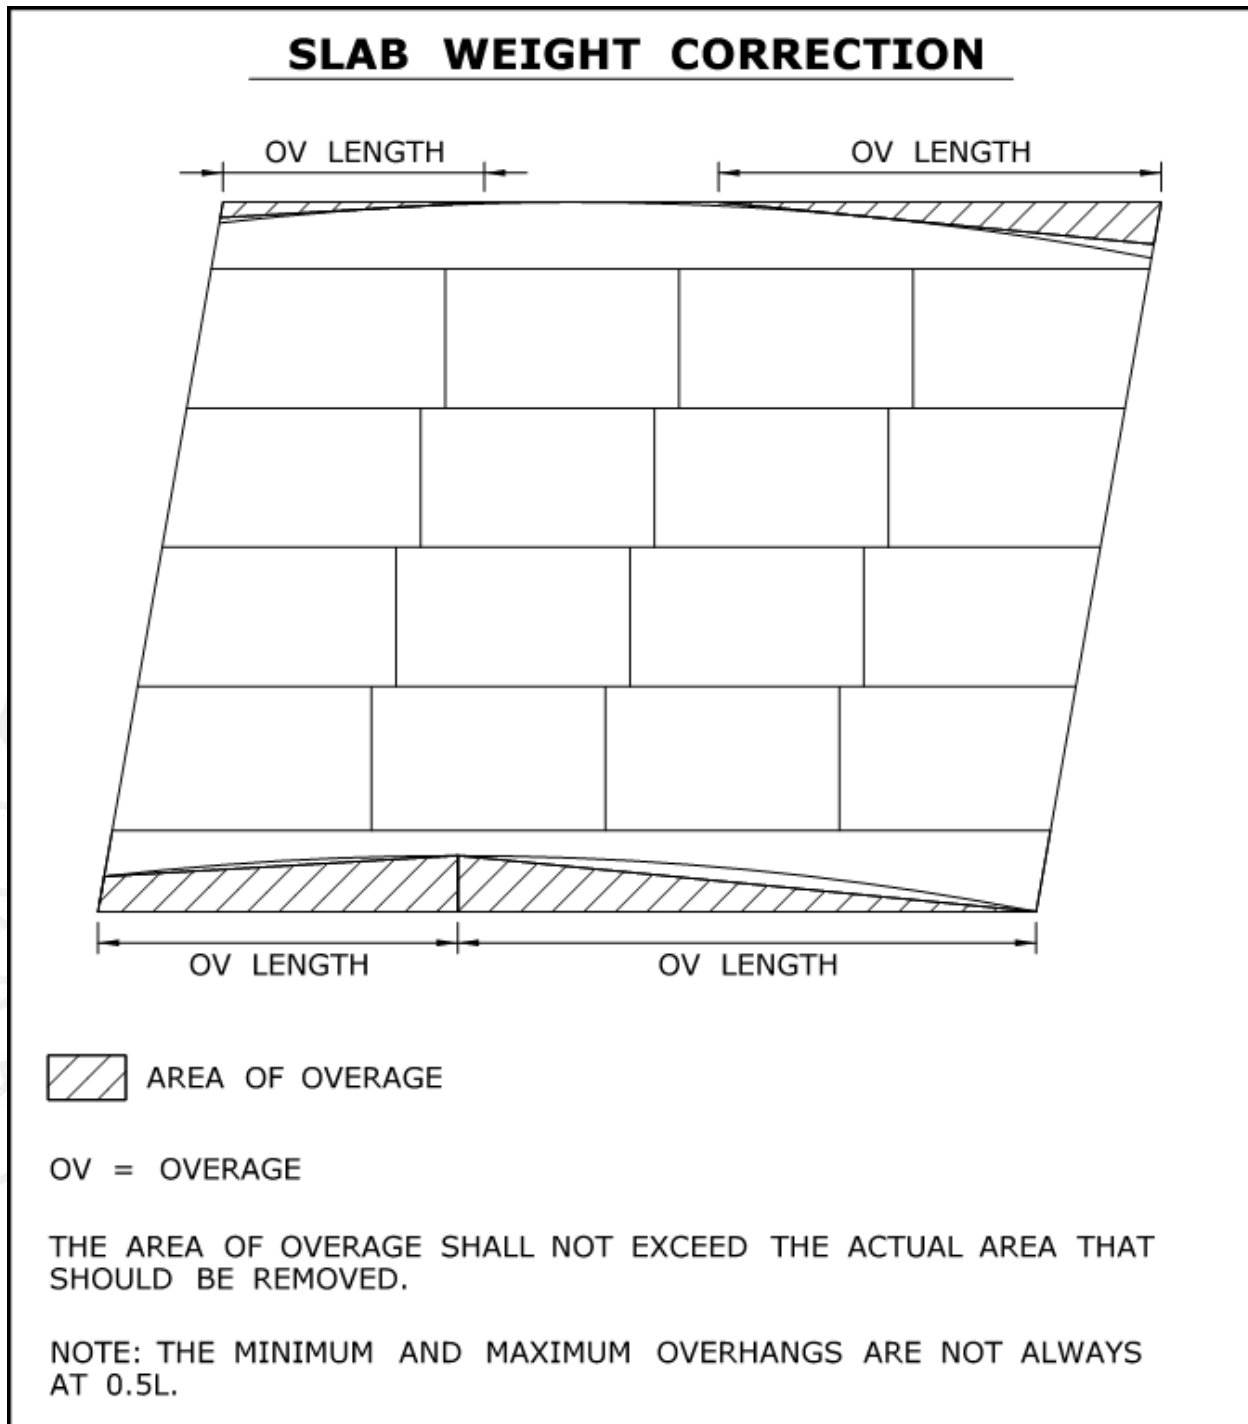 SLAB WEIGHT CORRECTION
OV LENGTH
OV LENGTH
OV LENGTH
OV LENGTH
AREA OF OVERAGE
OV = OVERAGE
THE AREA OF OVERAGE SHALL NOT EXCEED THE ACTUAL AREA THAT
SHOULD BE REMOVED.
NOTE: THE MINIMUM AND MAXIMUM OVERHANGS ARE NOT ALWAYS
AT 0.5L.